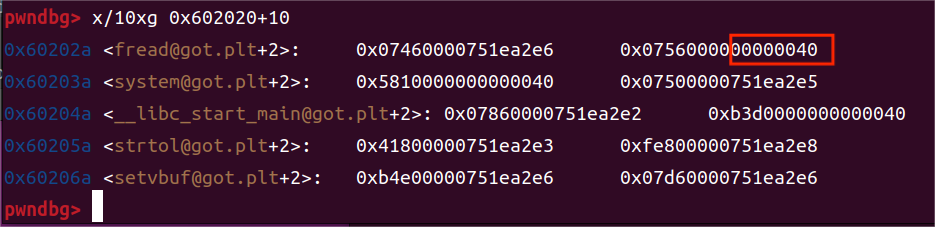 pwndbg> x/10xg 0x602020+10
0x60202a <fread@got.plt+2>: 0x07460000751ea2e6 0x0756000000000040
0x60203a <system@got.plt+2>: 0x5810000000000040 0x07500000751ea2e5
0x60204a <__libc_start_main@got.plt+2>: 0x07860000751ea2e2 0xb3d0000000000040
0x60205a <strtol@got.plt+2>: 0x41800000751ea2e3 0xfe800000751ea2e8
0x60206a <setvbuf@got.plt+2>: 0xb4e00000751ea2e6 0x07d60000751ea2e6
pwndbg>